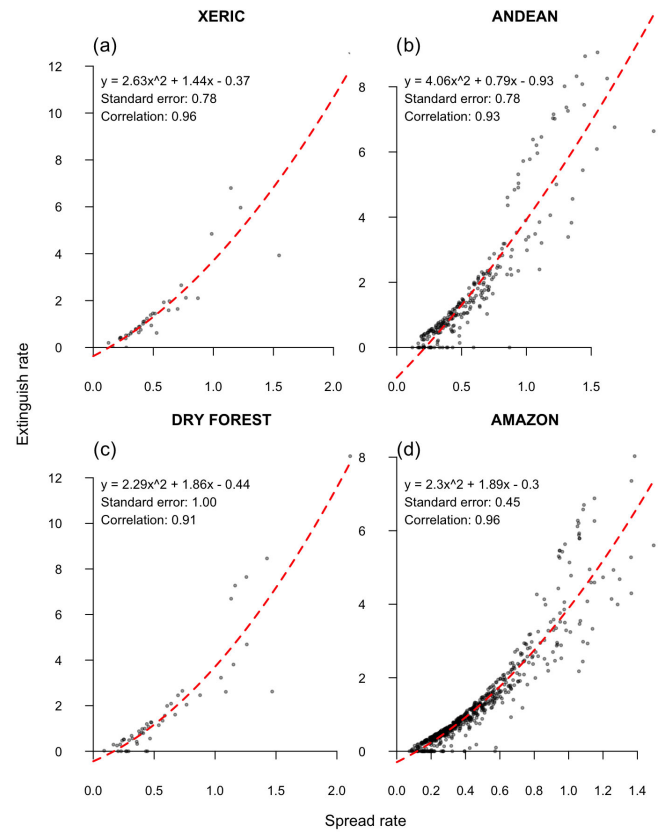 XERIC
(a)
y = 2.63x^2 + 1.44x - 0.37
Standard error: 0.78
Correlation: 0.96
12
10
8
6
4
2
0
0.0 0.5 1.0 1.5 2.0
ANDEAN
(b)
y = 4.06x^2 + 0.79x - 0.93
Standard error: 0.78
Correlation: 0.93
8
6
4
2
0
0.0 0.5 1.0 1.5
Extinguish rate
DRY FOREST
(c)
y = 2.29x^2 + 1.86x - 0.44
Standard error: 1.00
Correlation: 0.91
12
10
8
6
4
2
0
0.0 0.5 1.0 1.5 2.0
AMAZON
(d)
y = 2.3x^2 + 1.89x - 0.3
Standard error: 0.45
Correlation: 0.96
8
6
4
2
0
0.0 0.2 0.4 0.6 0.8 1.0 1.2 1.4
Spread rate